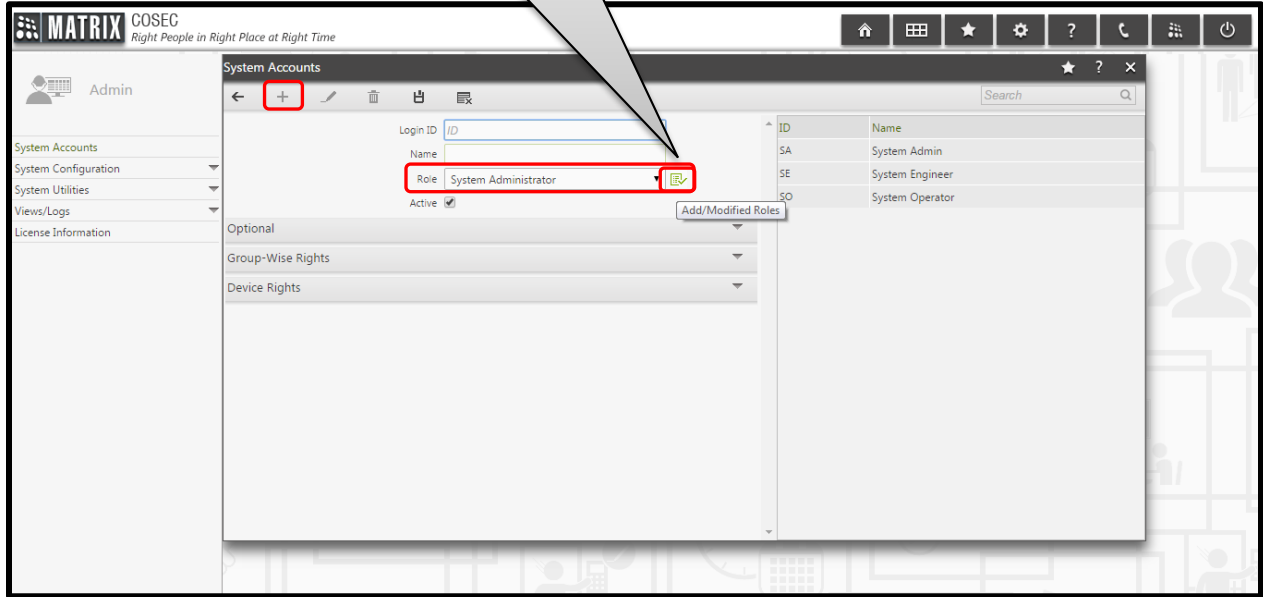 MATRIX COSEC
Right People in Right Place at Right Time
?
Admin
System Accounts
System Configuration
System Utilities
Views/Logs
License Information
System Accounts
? ×
Search
Login ID ID
Name
Role System Administrator
Active
Add/Modified Roles
Optional
Group-Wise Rights
Device Rights
ID Name
SA System Admin
SE System Engineer
SO System Operator